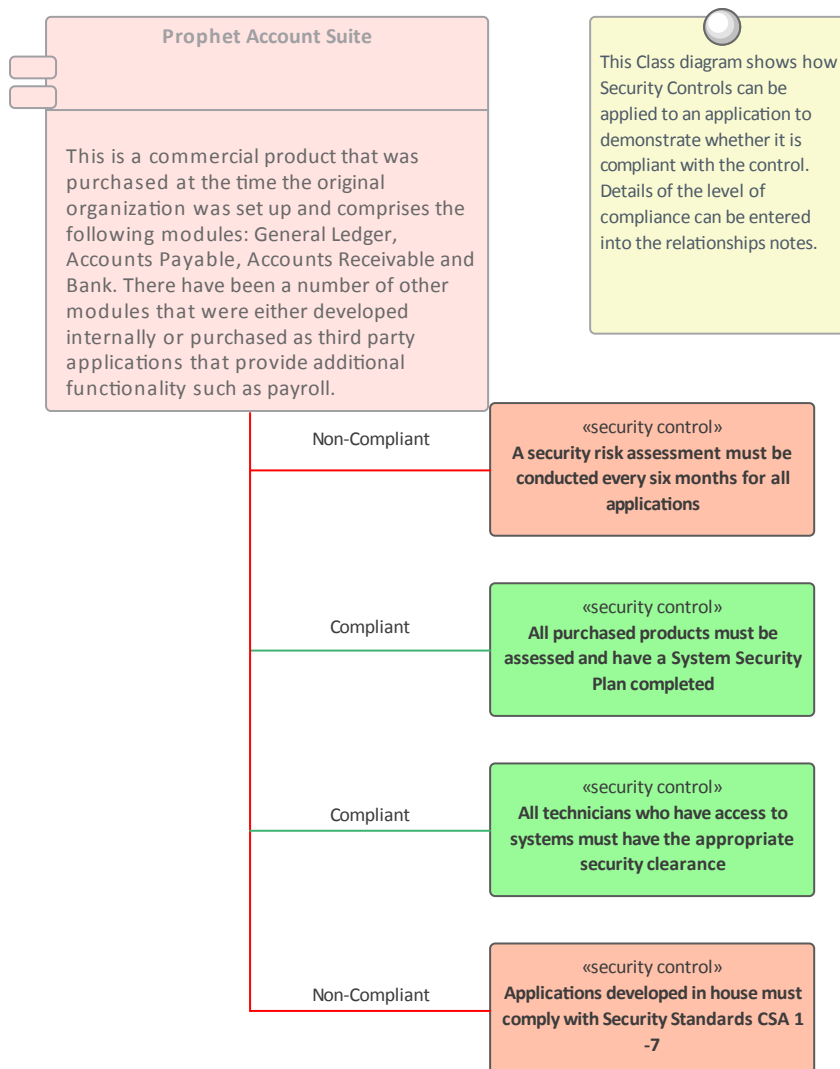 Prophet Account Suite
This is a commercial product that was
purchased at the time the original
organization was set up and comprises the
following modules: General Ledger,
Accounts Payable, Accounts Receivable and
Bank. There have been a number of other
modules that were either developed
internally or purchased as third party
applications that provide additional
functionality such as payroll.
This Class diagram shows how
Security Controls can be
applied to an application to
demonstrate whether it is
compliant with the control.
Details of the level of
compliance can be entered
into the relationships notes.
Non-Compliant
«security control»
A security risk assessment must be
conducted every six months for all
applications
Compliant
«security control»
All purchased products must be
assessed and have a System Security
Plan completed
Compliant
«security control»
All technicians who have access to
systems must have the appropriate
security clearance
Non-Compliant
«security control»
Applications developed in house must
comply with Security Standards CSA 1
-7